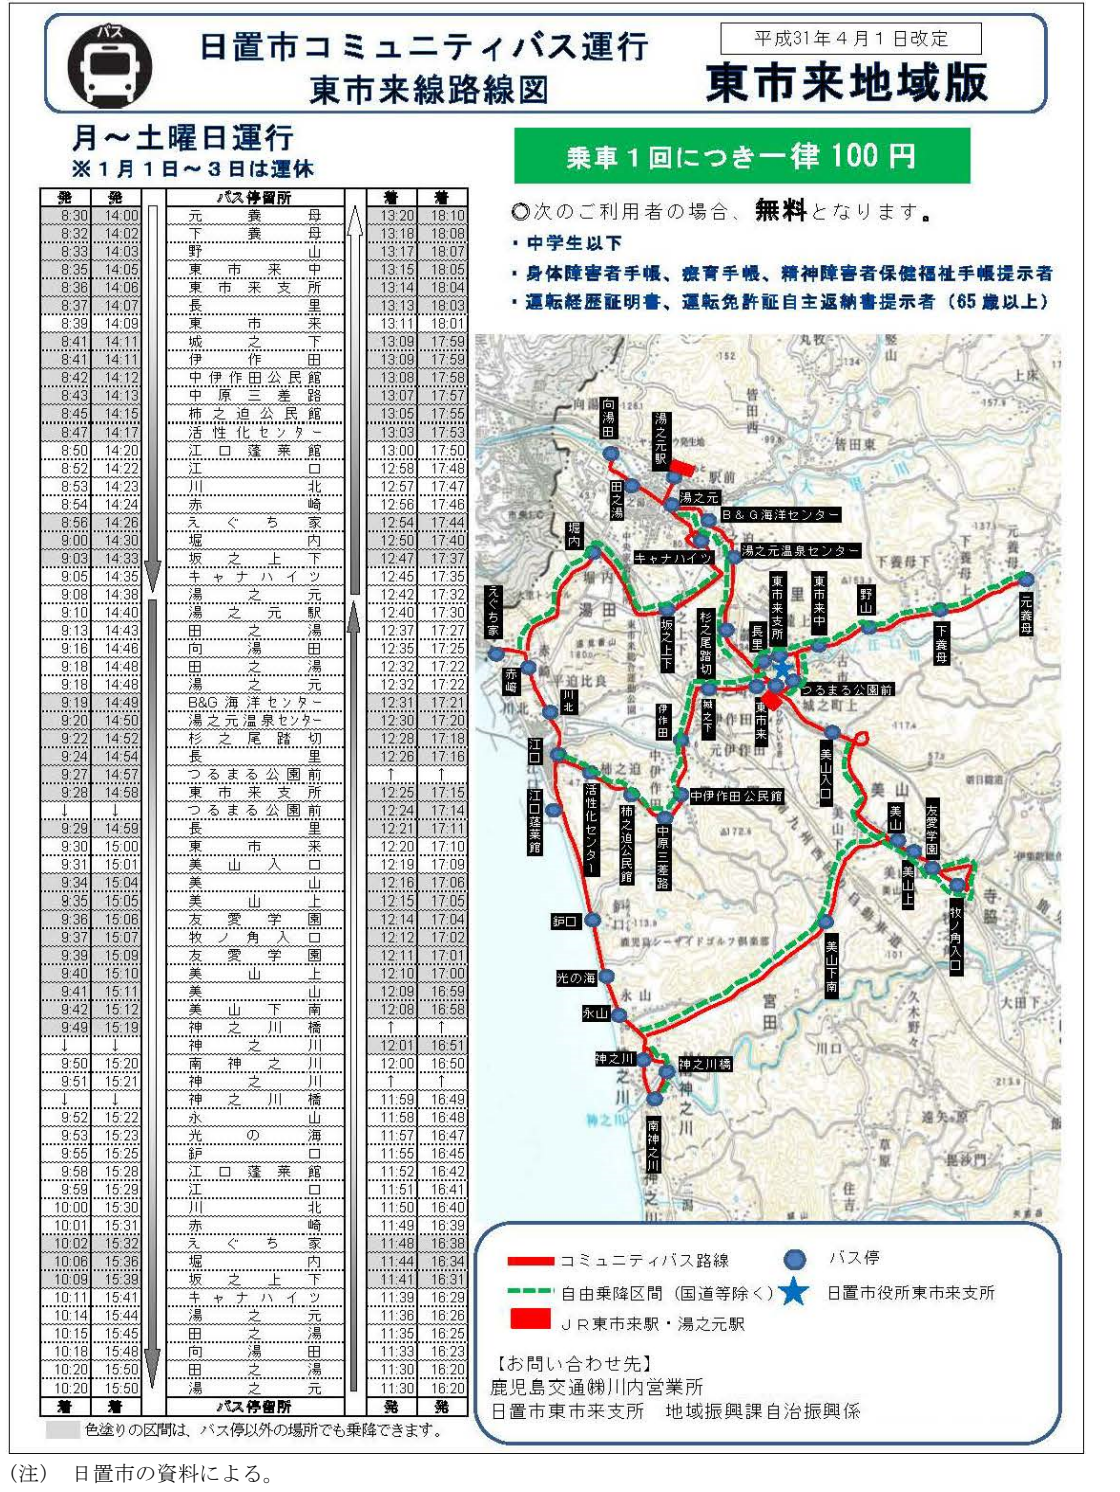 バス
日置市コミュニティバス運行
東市来線路線図
平成31年4月1日改定
東市来地域版
月～土曜日運行
※1月1日～3日は運休
乗車1回につき一律100円
◎次のご利用者の場合、無料となります。
・中学生以下
・身体障害者手帳、療育手帳、精神障害者保健福祉手帳提示者
・運転経歴証明書、運転免許証自主返納書提示者（65歳以上）
発 発 バス停留所 着 着
8:30 14:00 元養母 13:20 18:10
8:32 14:02 下養母 13:18 18:08
8:33 14:03 野山 13:17 18:07
8:35 14:05 東市来中 13:15 18:05
8:36 14:06 東市来支所 13:14 18:04
8:37 14:07 長里 13:13 18:03
8:39 14:09 東市来 13:11 18:01
8:41 14:11 城之下 13:09 17:59
8:41 14:11 伊作田 13:09 17:59
8:42 14:12 中伊作田公民館 13:08 17:58
8:43 14:13 中原三差路 13:07 17:57
8:45 14:15 柿之迫公民館 13:05 17:55
8:47 14:17 活性化センター 13:03 17:53
8:50 14:20 江口蓬莱館 13:00 17:50
8:52 14:22 江口 12:58 17:48
8:53 14:23 川北 12:57 17:47
8:54 14:24 赤崎 12:56 17:46
8:56 14:26 えぐち家 12:54 17:44
9:00 14:30 堀内 12:50 17:40
9:03 14:33 坂之上下 12:47 17:37
9:05 14:35 キャナハイツ 12:45 17:35
9:08 14:38 湯之元 12:42 17:32
9:10 14:40 湯之元駅 12:40 17:30
9:13 14:43 田之湯 12:37 17:27
9:16 14:46 向湯田 12:35 17:25
9:18 14:48 田之湯 12:32 17:22
9:18 14:48 湯之元 12:32 17:22
9:19 14:49 B&G海洋センター 12:31 17:21
9:20 14:50 湯之元温泉センター 12:30 17:20
9:22 14:52 杉之尾踏切 12:28 17:18
9:24 14:54 長里 12:26 17:16
9:27 14:57 つるまる公園前 ↑ ↑
9:28 14:58 東市来支所 12:25 17:15
↓ ↓ つるまる公園前 12:24 17:14
9:29 14:59 長里 12:21 17:11
9:30 15:00 東市来 12:20 17:10
9:31 15:01 美山入口 12:19 17:09
9:34 15:04 美山 12:16 17:06
9:35 15:05 美山上 12:15 17:05
9:36 15:06 友愛学園 12:14 17:04
9:37 15:07 牧ノ角入口 12:12 17:02
9:39 15:09 友愛学園 12:11 17:01
9:40 15:10 美山上 12:10 17:00
9:41 15:11 美山 12:09 16:59
9:42 15:12 美山下南 12:08 16:58
9:49 15:19 神之川橋 ↑ ↑
↓ ↓ 神之川 12:01 16:51
9:50 15:20 南神之川 12:00 16:50
9:51 15:21 神之川 ↑ ↑
↓ ↓ 神之川橋 11:59 16:49
9:52 15:22 永山 11:58 16:48
9:53 15:23 光の海 11:57 16:47
9:55 15:25 鈩口 11:55 16:45
9:58 15:28 江口蓬莱館 11:52 16:42
9:59 15:29 江口 11:51 16:41
10:00 15:30 川北 11:50 16:40
10:01 15:31 赤崎 11:49 16:39
10:02 15:32 えぐち家 11:48 16:38
10:06 15:36 堀内 11:44 16:34
10:09 15:39 坂之上下 11:41 16:31
10:11 15:41 キャナハイツ 11:39 16:29
10:14 15:44 湯之元 11:36 16:26
10:15 15:45 田之湯 11:35 16:25
10:18 15:48 向湯田 11:33 16:23
10:20 15:50 田之湯 11:30 16:20
10:20 15:50 湯之元 11:30 16:20
着 着 バス停留所 発 発
色塗りの区間は、バス停以外の場所でも乗降できます。
向湯田
湯之元駅
田之湯
湯之元
B&G海洋センター
堀内
キャナハイツ
湯之元温泉センター
えぐち家
坂之上下
杉之尾踏切
長里
東市来支所
東市来中
野山
下養母
元養母
赤崎
川北
伊作田
城之下
東市来
つるまる公園前
江口
美山入口
江口蓬莱館
活性化センター
柿之迫公民館
中原三差路
中伊作田公民館
美山
美山上
友愛学園
牧ノ角入口
鈩口
美山下南
光の海
永山
神之川
神之川橋
南神之川
コミュニティバス路線
バス停
自由乗降区間（国道等除く）
日置市役所東市来支所
JR東市来駅・湯之元駅
【お問い合わせ先】
鹿児島交通㈱川内営業所
日置市東市来支所　地域振興課自治振興係
(注)　日置市の資料による。